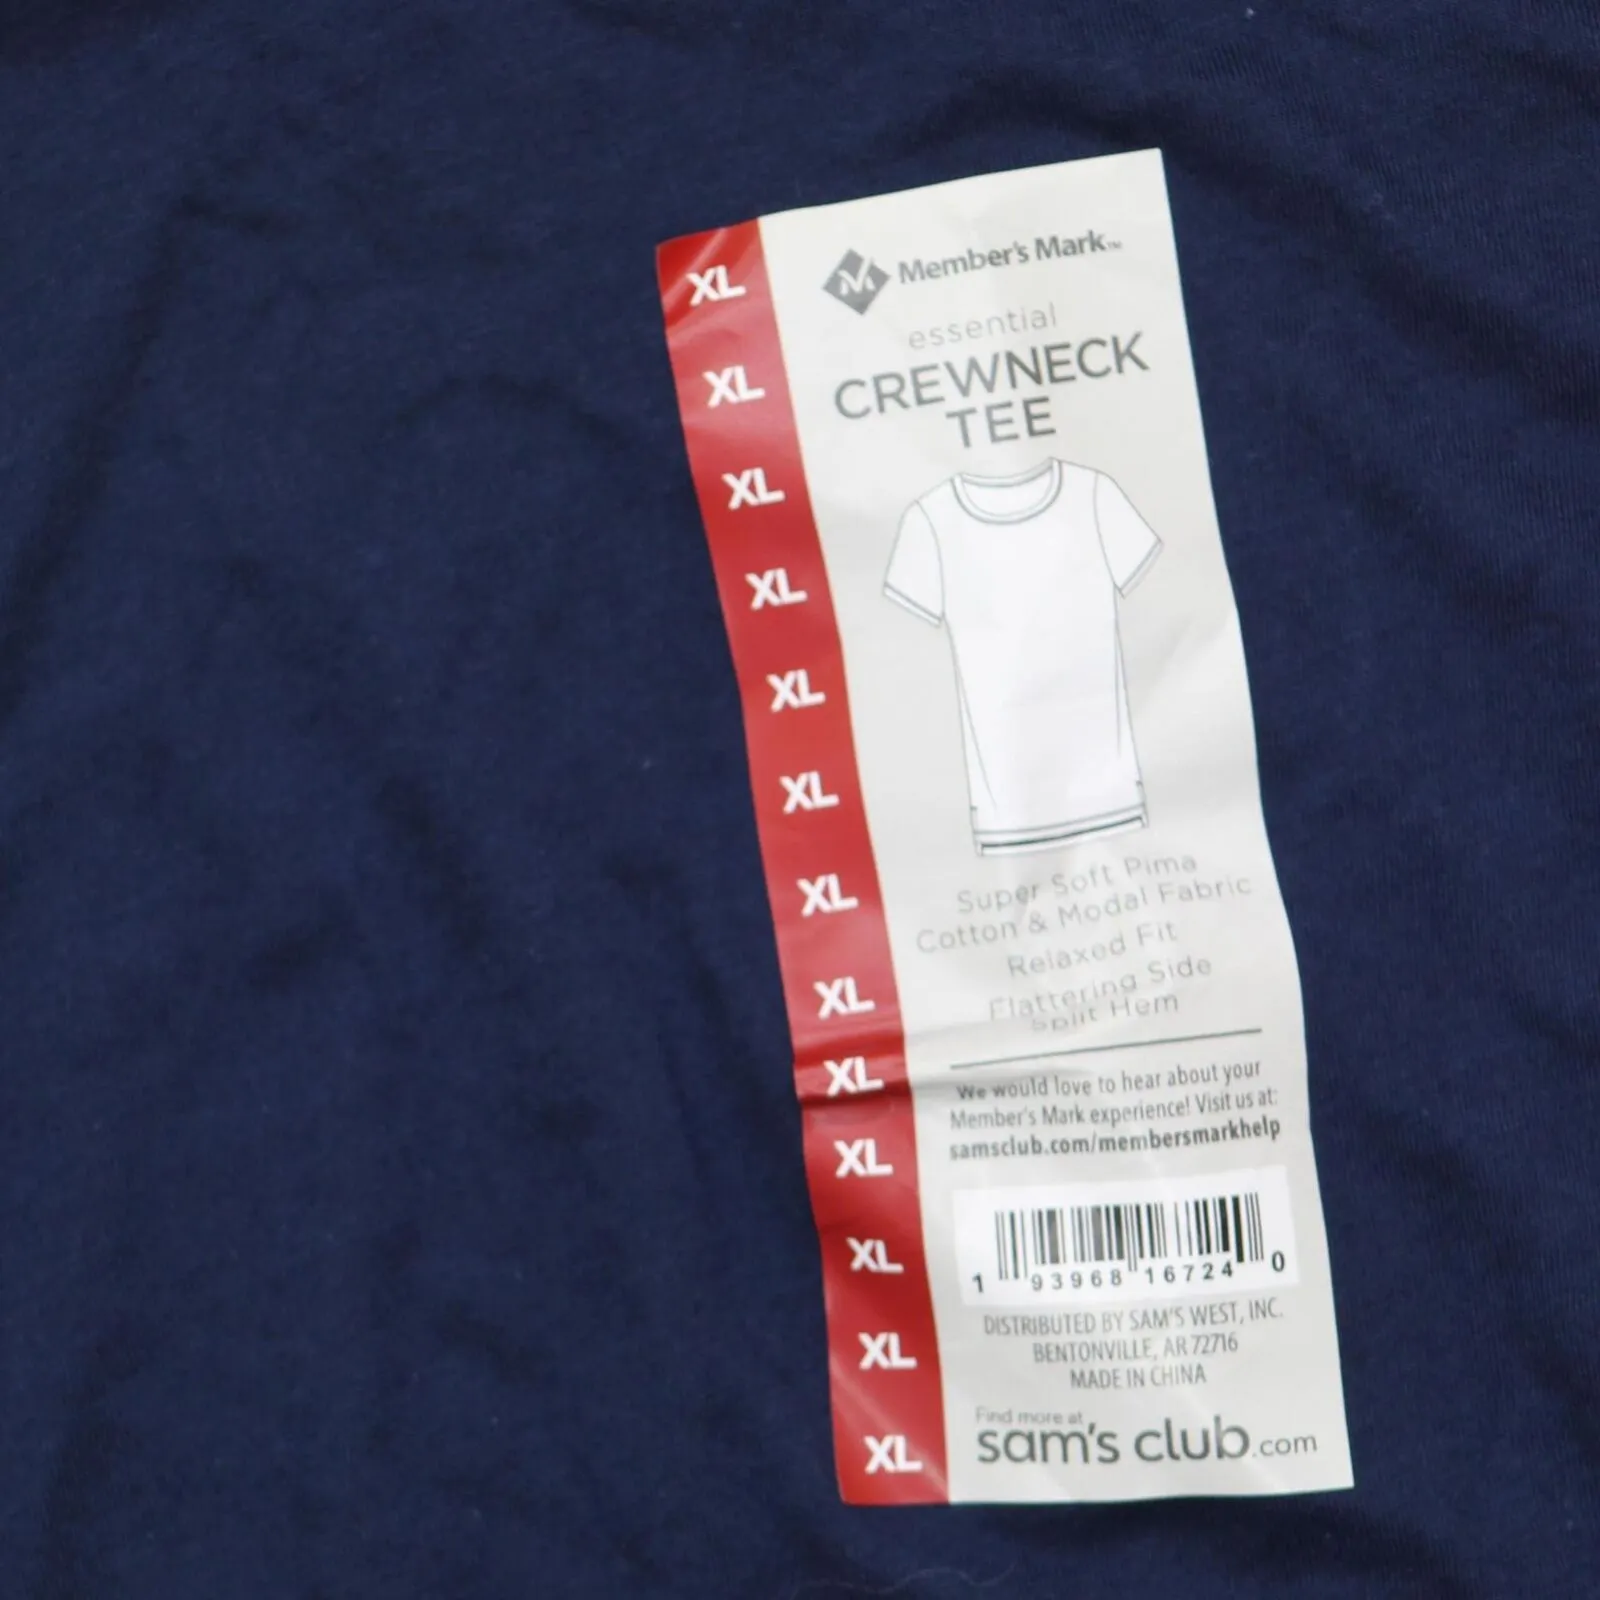 XL
XL
XL
XL
XL
XL
XL
XL
XL
XL
XL
XL
XL
Member's Mark™
essential
CREWNECK
TEE
Super Soft Pima
Cotton & Modal Fabric
Relaxed Fit
Flattering Side
Split Hem
We would love to hear about your
Member's Mark experience! Visit us at:
samsclub.com/membersmarkhelp
1 93968 16724 0
DISTRIBUTED BY SAM'S WEST, INC.
BENTONVILLE, AR 72716
MADE IN CHINA
Find more at
sam's club.com